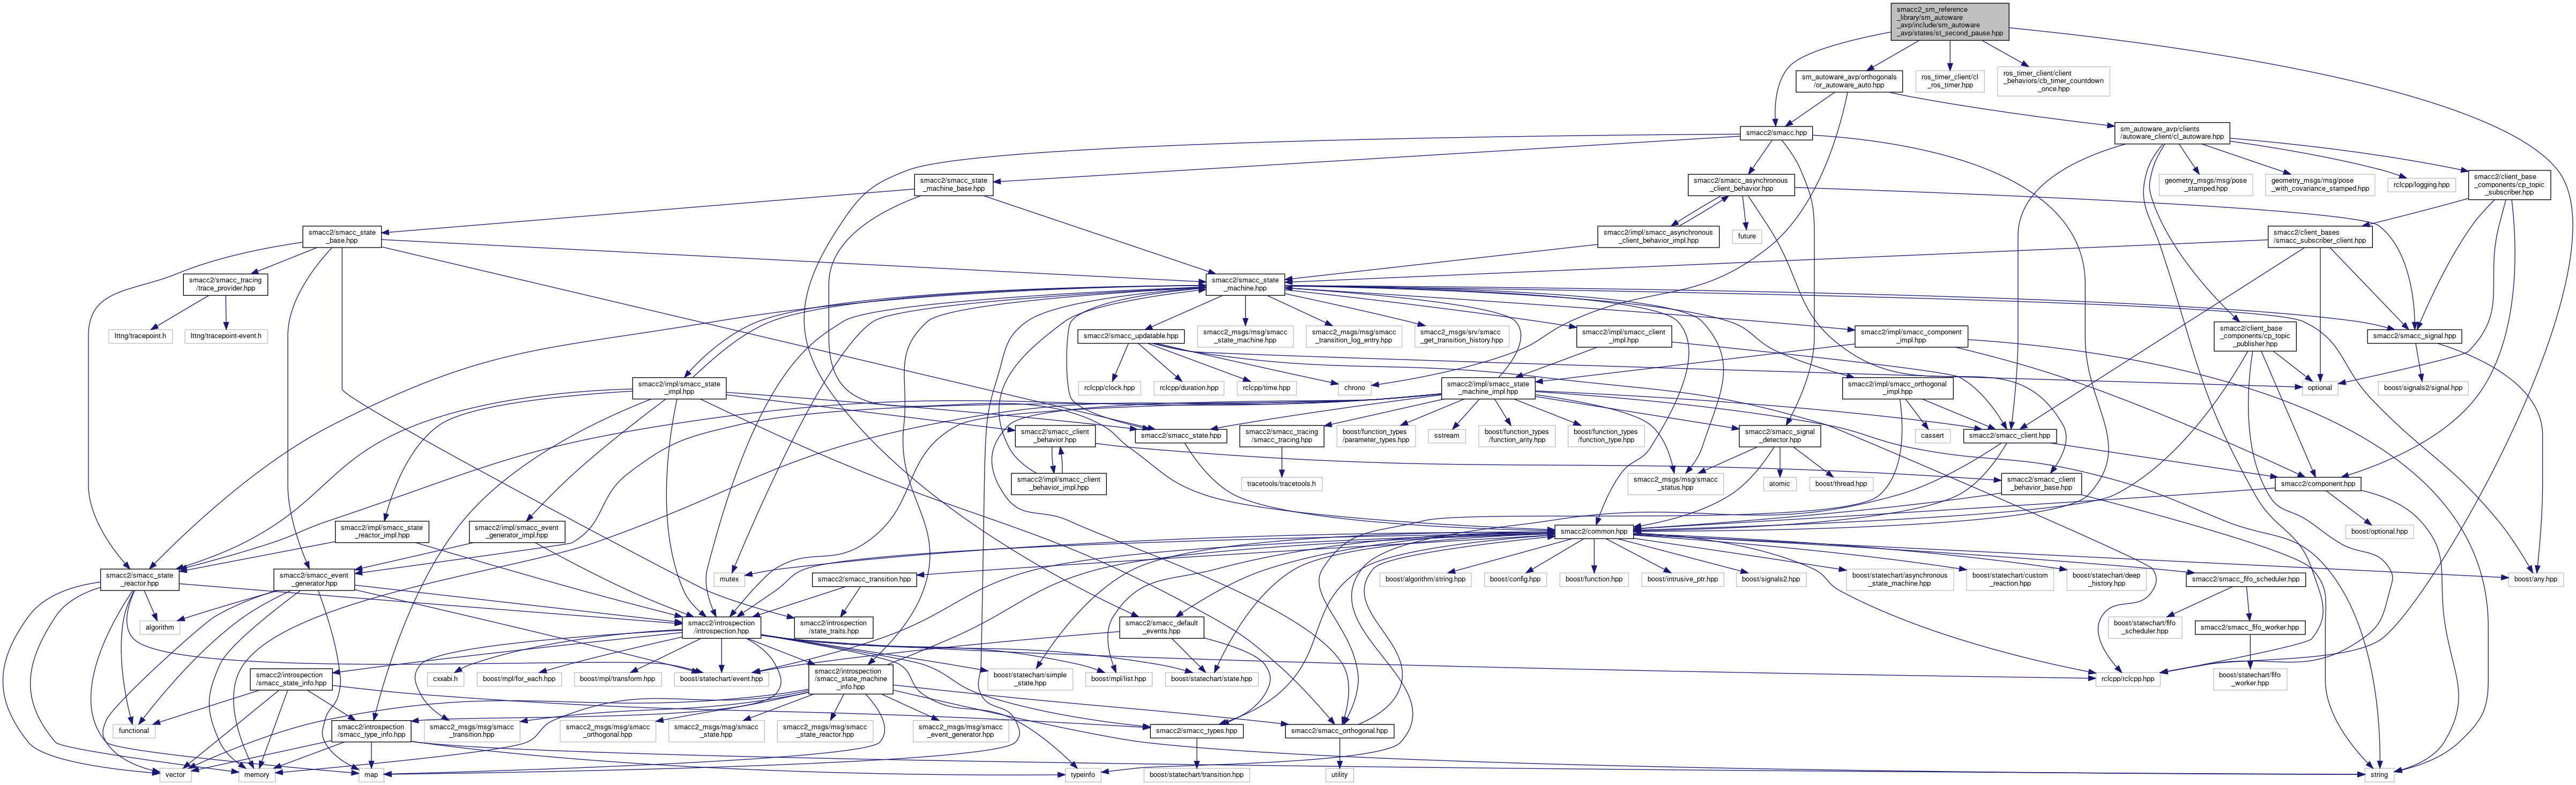 smacc2_sm_reference
_library/sm_autoware
_avp/include/sm_autoware
_avp/states/st_second_pause.hpp
sm_autoware_avp/orthogonals
/or_autoware_auto.hpp
ros_timer_client/cl
_ros_timer.hpp
ros_timer_client/client
_behaviors/cb_timer_countdown
_once.hpp
smacc2/smacc.hpp
sm_autoware_avp/clients
/autoware_client/cl_autoware.hpp
smacc2/smacc_state
_machine_base.hpp
smacc2/smacc_asynchronous
_client_behavior.hpp
geometry_msgs/msg/pose
_stamped.hpp
geometry_msgs/msg/pose
_with_covariance_stamped.hpp
rclcpp/logging.hpp
smacc2/client_base
_components/cp_topic
_subscriber.hpp
smacc2/smacc_state
_base.hpp
smacc2/impl/smacc_asynchronous
_client_behavior_impl.hpp
future
smacc2/client_bases
/smacc_subscriber_client.hpp
smacc2/smacc_tracing
/trace_provider.hpp
smacc2/smacc_state
_machine.hpp
lttng/tracepoint.h
lttng/tracepoint-event.h
smacc2/smacc_updatable.hpp
smacc2_msgs/msg/smacc
_state_machine.hpp
smacc2_msgs/msg/smacc
_transition_log_entry.hpp
smacc2_msgs/srv/smacc
_get_transition_history.hpp
smacc2/impl/smacc_client
_impl.hpp
smacc2/impl/smacc_component
_impl.hpp
smacc2/client_base
_components/cp_topic
_publisher.hpp
smacc2/smacc_signal.hpp
smacc2/impl/smacc_state
_impl.hpp
rclcpp/clock.hpp
rclcpp/duration.hpp
rclcpp/time.hpp
chrono
smacc2/impl/smacc_state
_machine_impl.hpp
smacc2/impl/smacc_orthogonal
_impl.hpp
optional
boost/signals2/signal.hpp
smacc2/smacc_client
_behavior.hpp
smacc2/smacc_state.hpp
smacc2/smacc_tracing
/smacc_tracing.hpp
boost/function_types
/parameter_types.hpp
sstream
boost/function_types
/function_arity.hpp
boost/function_types
/function_type.hpp
smacc2/smacc_signal
_detector.hpp
cassert
smacc2/smacc_client.hpp
smacc2/impl/smacc_client
_behavior_impl.hpp
tracetools/tracetools.h
smacc2_msgs/msg/smacc
_status.hpp
atomic
boost/thread.hpp
smacc2/smacc_client
_behavior_base.hpp
smacc2/component.hpp
smacc2/impl/smacc_state
_reactor_impl.hpp
smacc2/impl/smacc_event
_generator_impl.hpp
smacc2/common.hpp
boost/optional.hpp
smacc2/smacc_state
_reactor.hpp
smacc2/smacc_event
_generator.hpp
mutex
smacc2/smacc_transition.hpp
boost/algorithm/string.hpp
boost/config.hpp
boost/function.hpp
boost/intrusive_ptr.hpp
boost/signals2.hpp
boost/statechart/asynchronous
_state_machine.hpp
boost/statechart/custom
_reaction.hpp
boost/statechart/deep
_history.hpp
smacc2/smacc_fifo_scheduler.hpp
boost/any.hpp
algorithm
smacc2/introspection
/introspection.hpp
smacc2/introspection
/state_traits.hpp
smacc2/smacc_default
_events.hpp
boost/statechart/fifo
_scheduler.hpp
smacc2/smacc_fifo_worker.hpp
smacc2/introspection
/smacc_state_info.hpp
cxxabi.h
boost/mpl/for_each.hpp
boost/mpl/transform.hpp
boost/statechart/event.hpp
smacc2/introspection
/smacc_state_machine
_info.hpp
boost/statechart/simple
_state.hpp
boost/mpl/list.hpp
boost/statechart/state.hpp
rclcpp/rclcpp.hpp
boost/statechart/fifo
_worker.hpp
functional
smacc2/introspection
/smacc_type_info.hpp
smacc2_msgs/msg/smacc
_transition.hpp
smacc2_msgs/msg/smacc
_orthogonal.hpp
smacc2_msgs/msg/smacc
_state.hpp
smacc2_msgs/msg/smacc
_state_reactor.hpp
smacc2_msgs/msg/smacc
_event_generator.hpp
smacc2/smacc_types.hpp
smacc2/smacc_orthogonal.hpp
vector
memory
map
typeinfo
boost/statechart/transition.hpp
utility
string